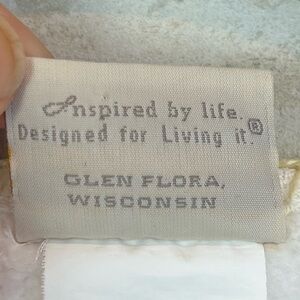 Inspired by life.
Designed for Living it.®
GLEN FLORA,
WISCONSIN